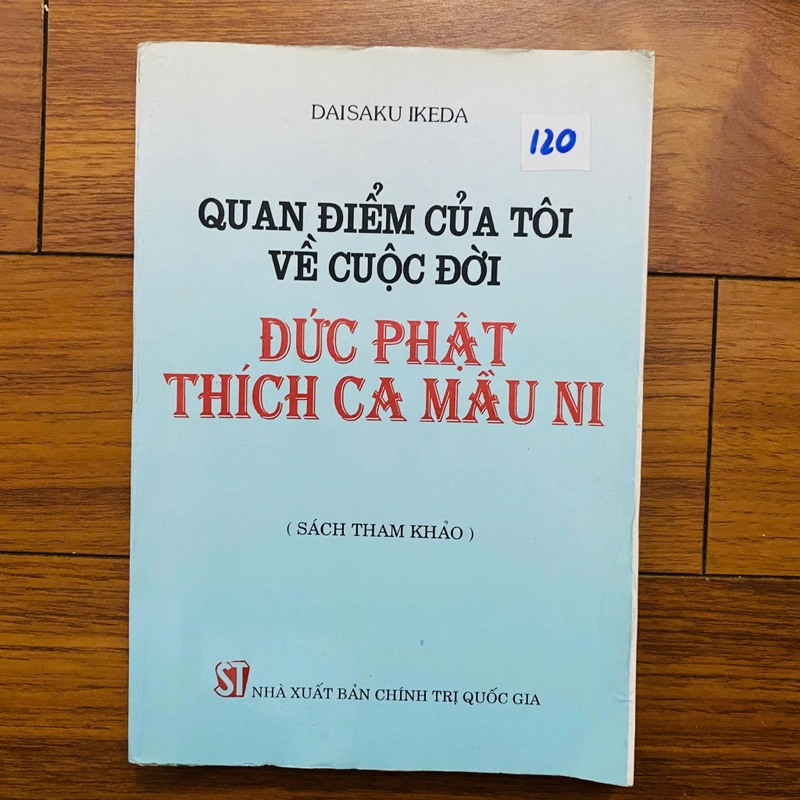 DAISAKU IKEDA
120
QUAN ĐIỂM CỦA TÔI
VỀ CUỘC ĐỜI
ĐỨC PHẬT
THÍCH CA MẦU NI
( SÁCH THAM KHẢO )
ST NHÀ XUẤT BẢN CHÍNH TRỊ QUỐC GIA